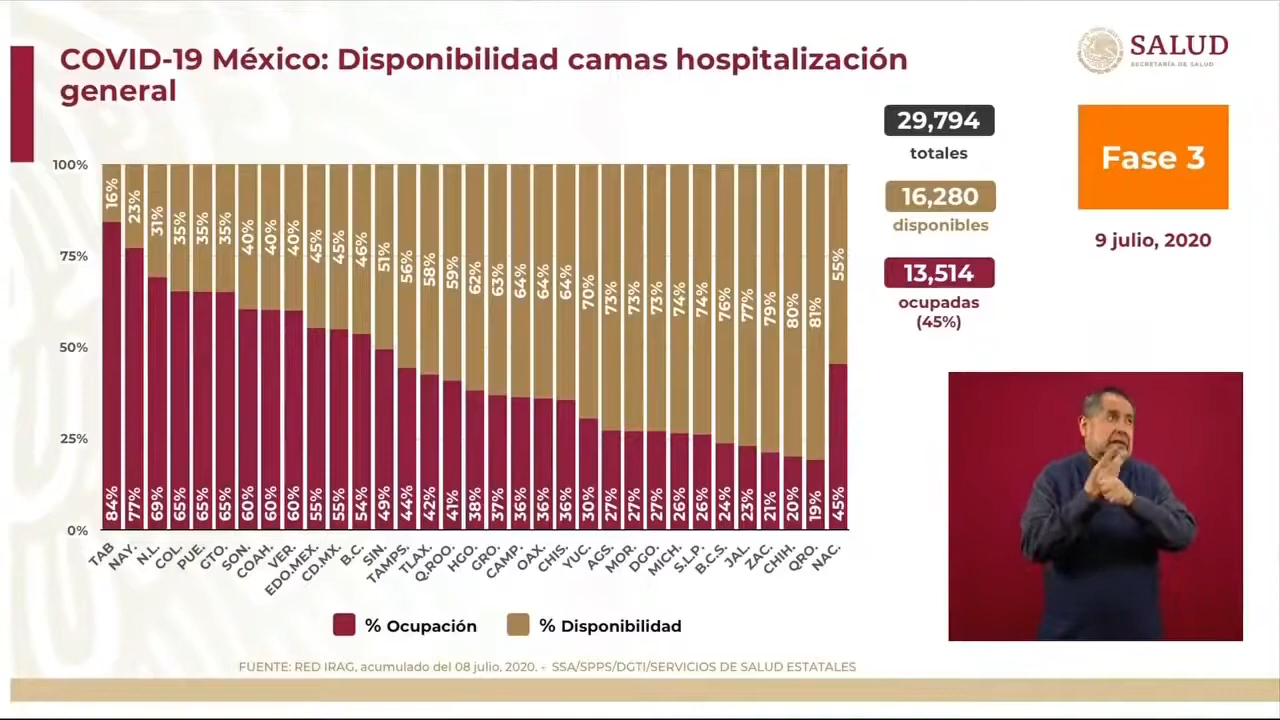 COVID-19 México: Disponibilidad camas hospitalización
general
SALUD
SECRETARÍA DE SALUD
29,794
totales
16,280
disponibles
13,514
ocupadas
(45%)
Fase 3
9 julio, 2020
100%
75%
50%
25%
0%
16% 23% 31% 35% 35% 35% 40% 40% 40% 45% 45% 46% 51% 56% 58% 59% 62% 63% 64% 64% 64% 70% 73% 73% 73% 74% 74% 76% 77% 79% 80% 81% 55%
84% 77% 69% 65% 65% 65% 60% 60% 60% 55% 55% 54% 49% 44% 42% 41% 38% 37% 36% 36% 36% 30% 27% 27% 27% 26% 26% 24% 23% 21% 20% 19% 45%
TAB. NAY. N.L. COL. PUE. GTO. SON. COAH. VER. EDO.MEX. CD.MX. B.C. SIN. TAMPS. TLAX. Q.ROO. HGO. GRO. CAMP. OAX. CHIS. YUC. AGS. MOR. DGO. MICH. S.L.P. B.C.S. JAL. ZAC. CHIH. QRO. NAC.
% Ocupación
% Disponibilidad
FUENTE: RED IRAG, acumulado del 08 julio, 2020. - SSA/SPPS/DGTI/SERVICIOS DE SALUD ESTATALES